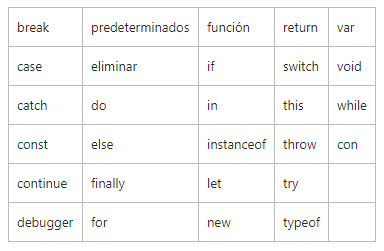 break predeterminados función return var
case eliminar if switch void
catch do in this while
const else instanceof throw con
continue finally let try
debugger for new typeof